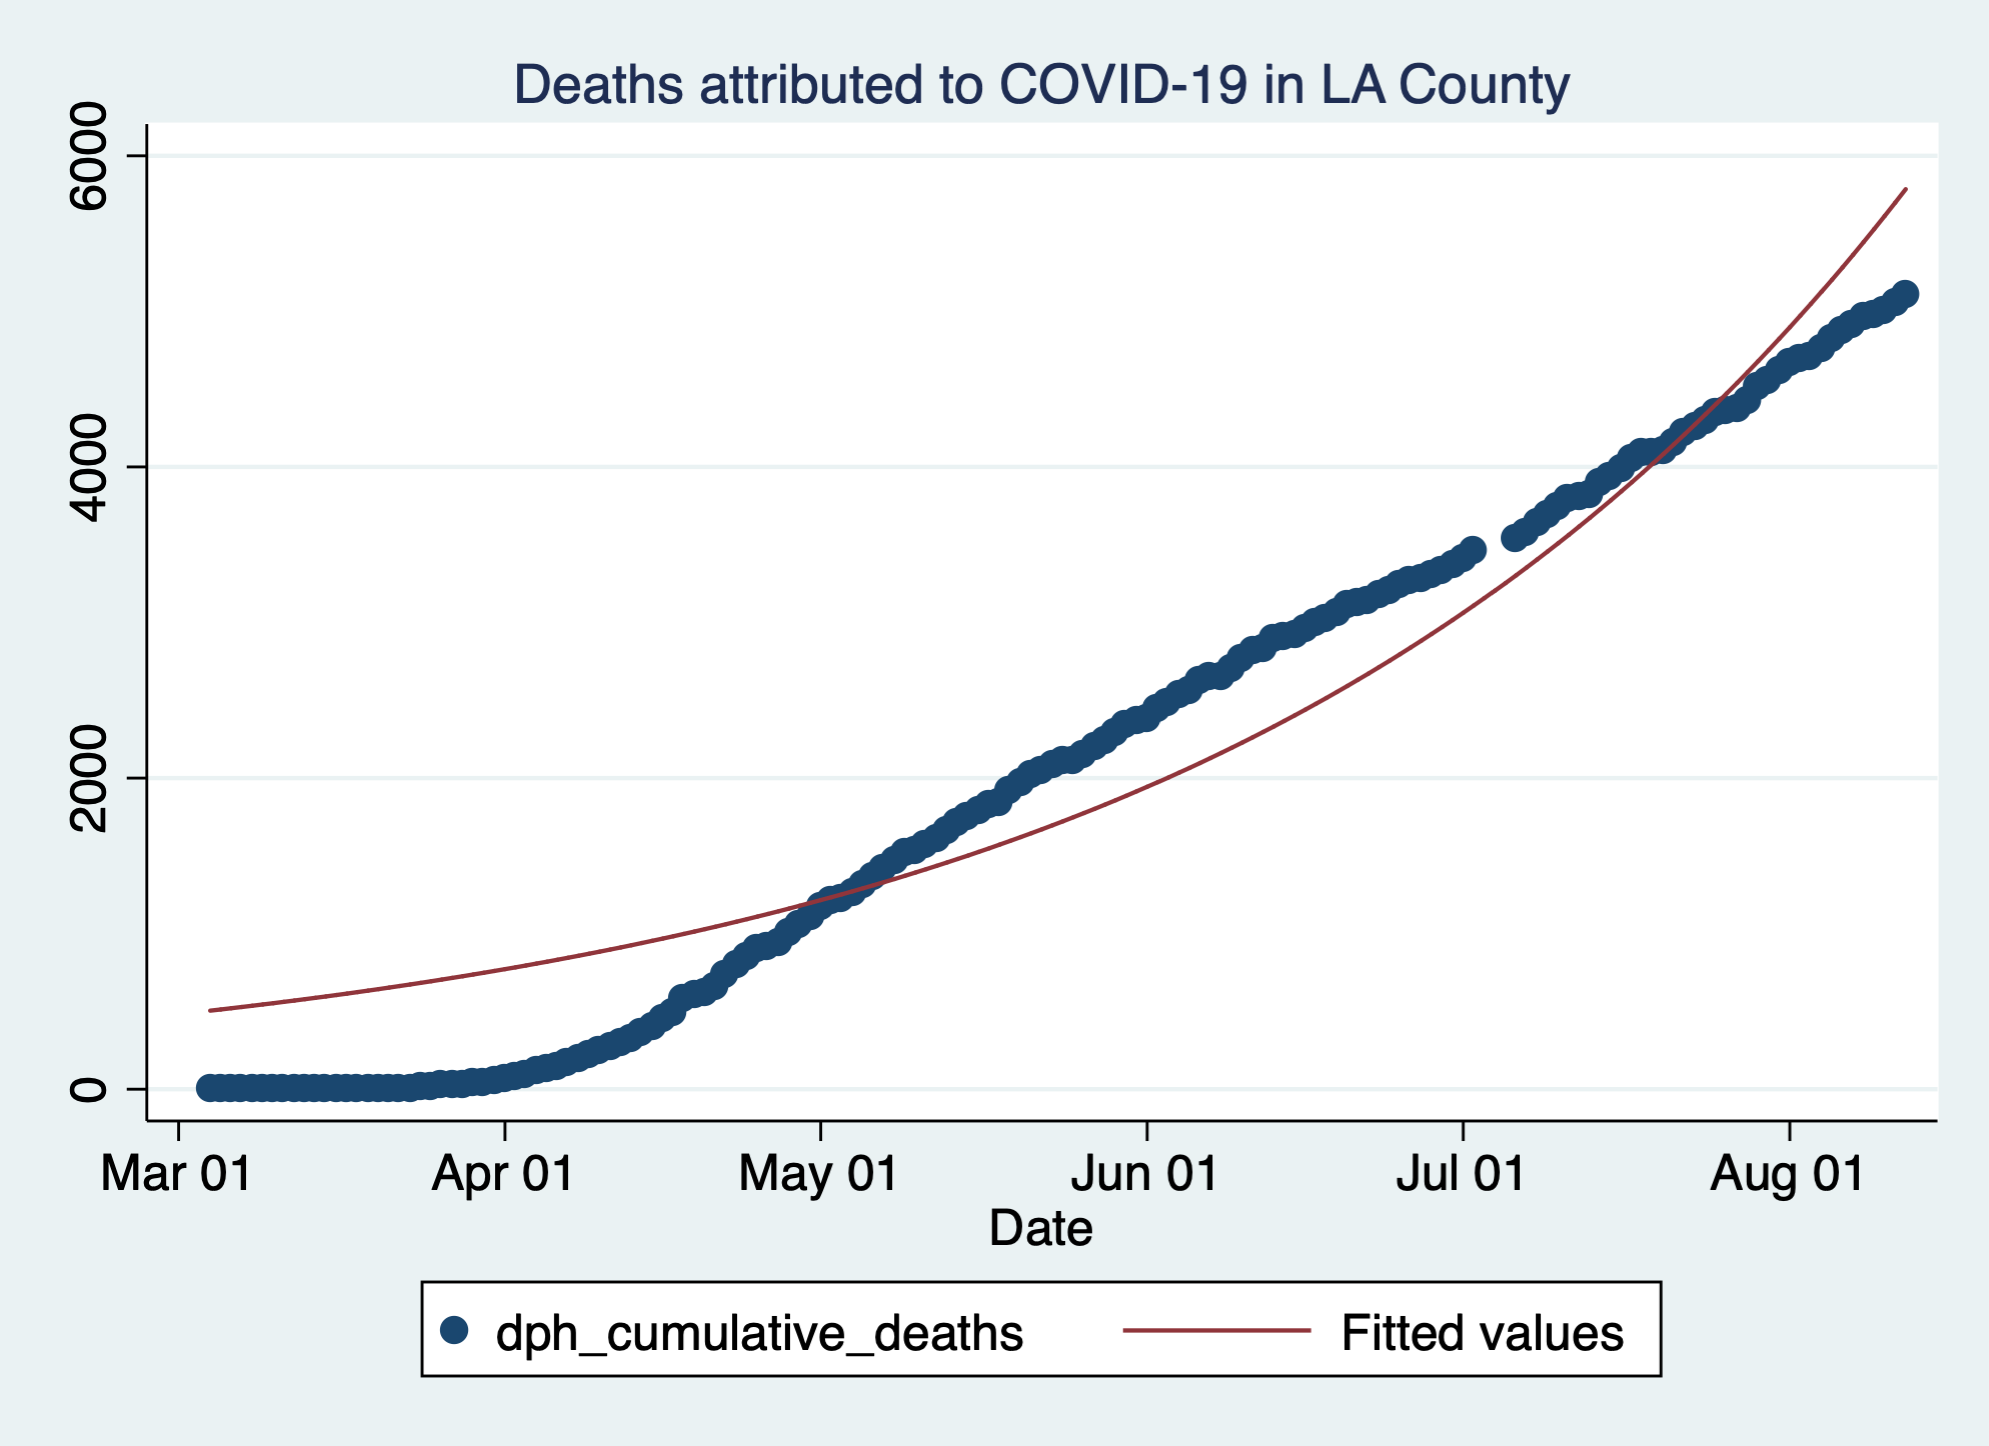 Deaths attributed to COVID-19 in LA County
6000
4000
2000
0
Mar 01 Apr 01 May 01 Jun 01 Jul 01 Aug 01
Date
dph_cumulative_deaths Fitted values